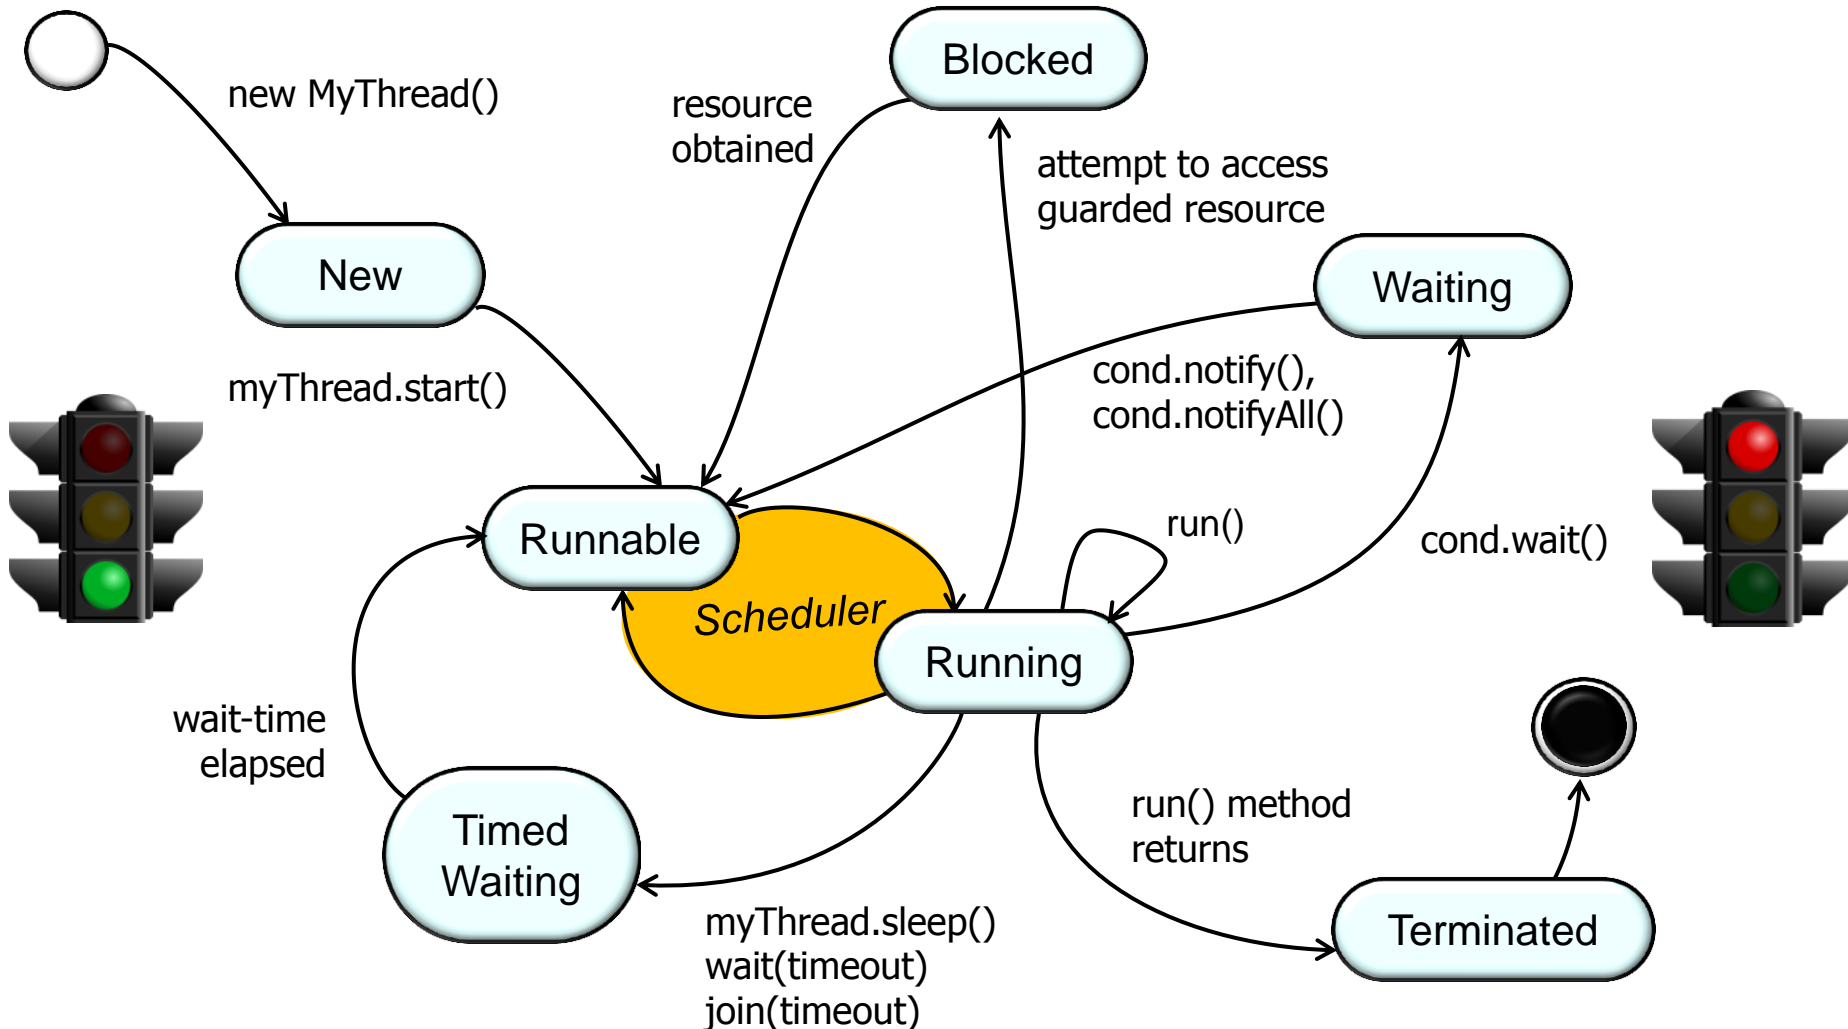 Blocked
new MyThread()
resource
obtained
attempt to access
guarded resource
New
Waiting
myThread.start()
cond.notify(),
cond.notifyAll()
Runnable
run()
cond.wait()
Scheduler
Running
wait-time
elapsed
Timed
Waiting
run() method
returns
myThread.sleep()
wait(timeout)
join(timeout)
Terminated